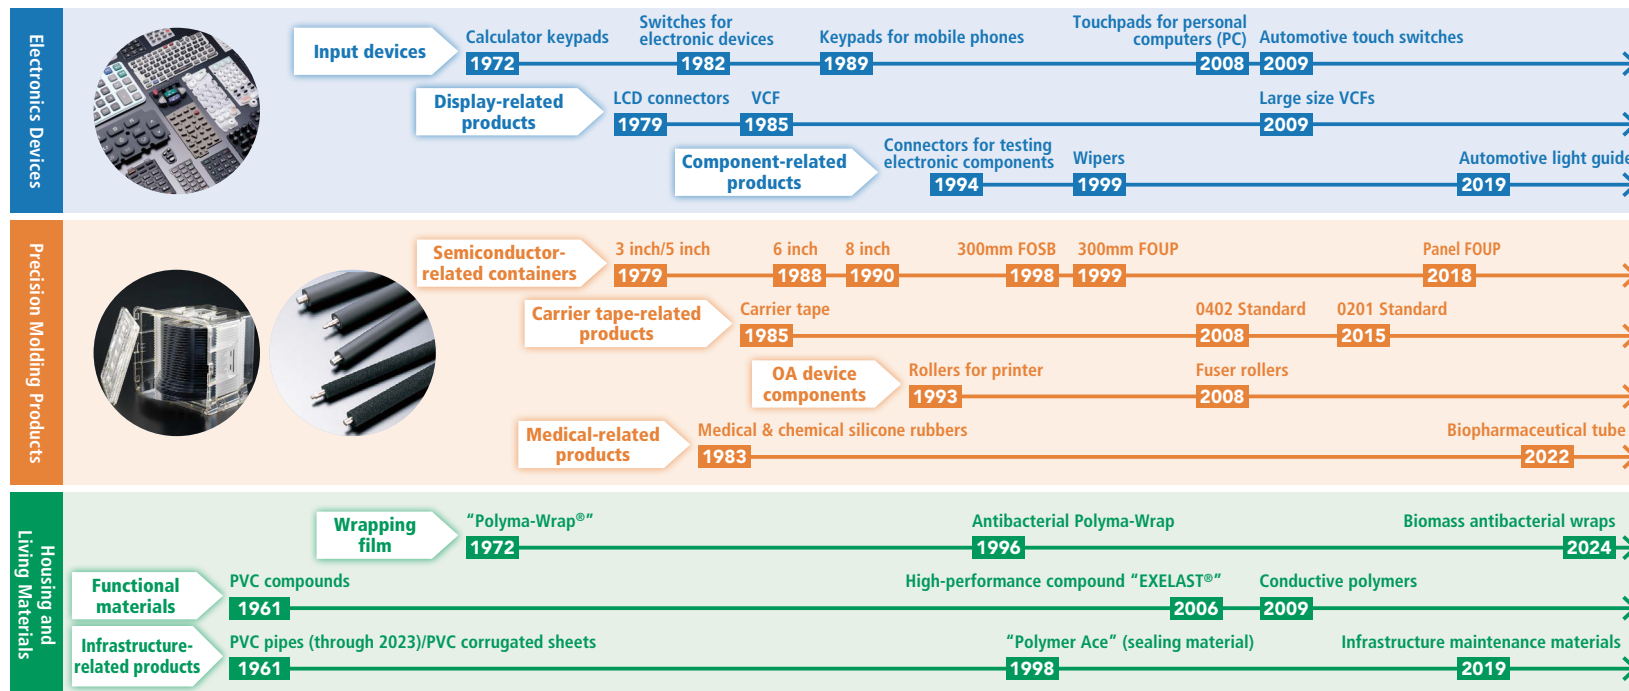 Electronics Devices
Input devices
Calculator keypads
1972
Switches for
electronic devices
1982
Keypads for mobile phones
1989
Touchpads for personal
computers (PC)
2008
Automotive touch switches
2009
Display-related
products
LCD connectors
1979
VCF
1985
Large size VCFs
2009
Component-related
products
Connectors for testing
electronic components
1994
Wipers
1999
Automotive light guide
2019
Precision Molding Products
Semiconductor-
related containers
3 inch/5 inch
1979
6 inch
1988
8 inch
1990
300mm FOSB
1998
300mm FOUP
1999
Panel FOUP
2018
Carrier tape-related
products
Carrier tape
1985
0402 Standard
2008
0201 Standard
2015
OA device
components
Rollers for printer
1993
Fuser rollers
2008
Medical-related
products
Medical & chemical silicone rubbers
1983
Biopharmaceutical tube
2022
Housing and
Living Materials
Wrapping
film
“Polyma-Wrap®”
1972
Antibacterial Polyma-Wrap
1996
Biomass antibacterial wraps
2024
Functional
materials
PVC compounds
1961
High-performance compound “EXELAST®”
2006
Conductive polymers
2009
Infrastructure-
related products
PVC pipes (through 2023)/PVC corrugated sheets
1961
“Polymer Ace” (sealing material)
1998
Infrastructure maintenance materials
2019